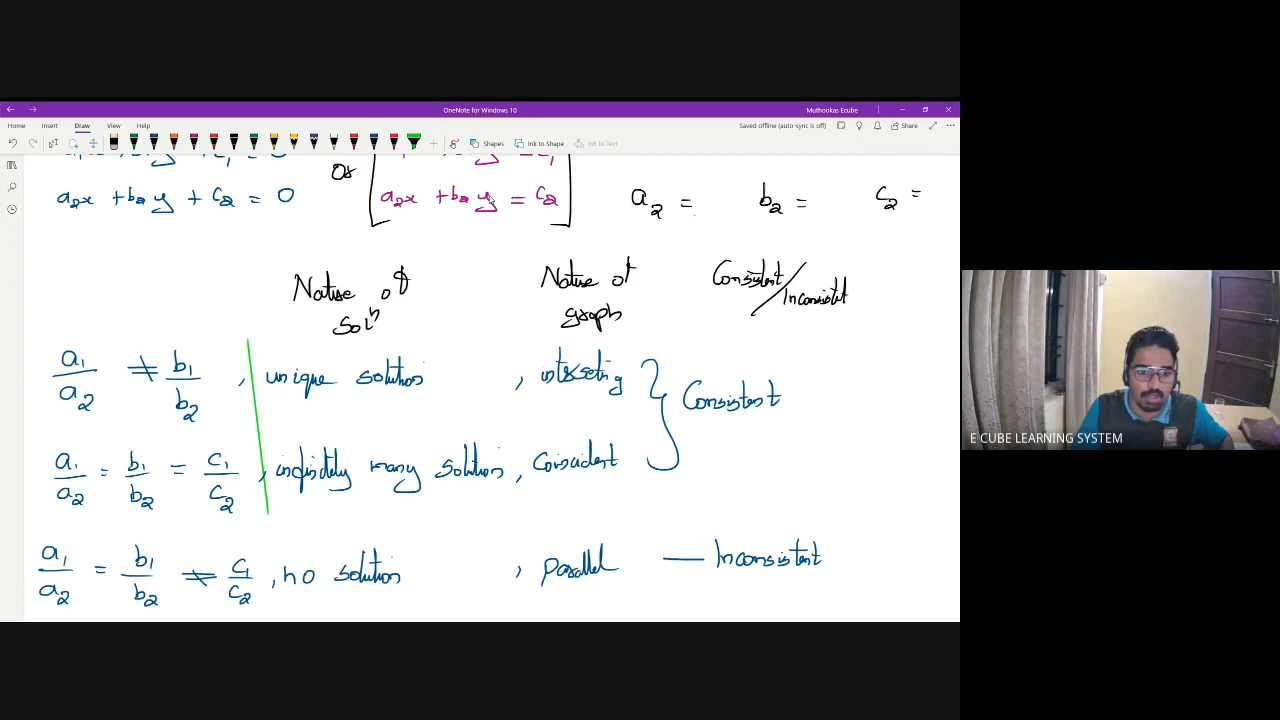 OneNote for Windows 10
Muthookas Ecube
Home Insert Draw View Help
Saved offline (auto-sync is off)
Share
Shapes
Ink to Shape
Ink to Text
Or
a₂x + b₂y + c₂ = 0
a₂x + b₂y = c₂
a₂ = b₂ = c₂ =
Nature of solⁿ
Nature of graph
Consistent/Inconsistent
a₁/a₂ ≠ b₁/b₂ , unique solution , intersecting
Consistent
a₁/a₂ = b₁/b₂ = c₁/c₂ , infinitely many solution , Coincident
a₁/a₂ = b₁/b₂ ≠ c₁/c₂ , no solution , parallel — Inconsistent
E CUBE LEARNING SYSTEM